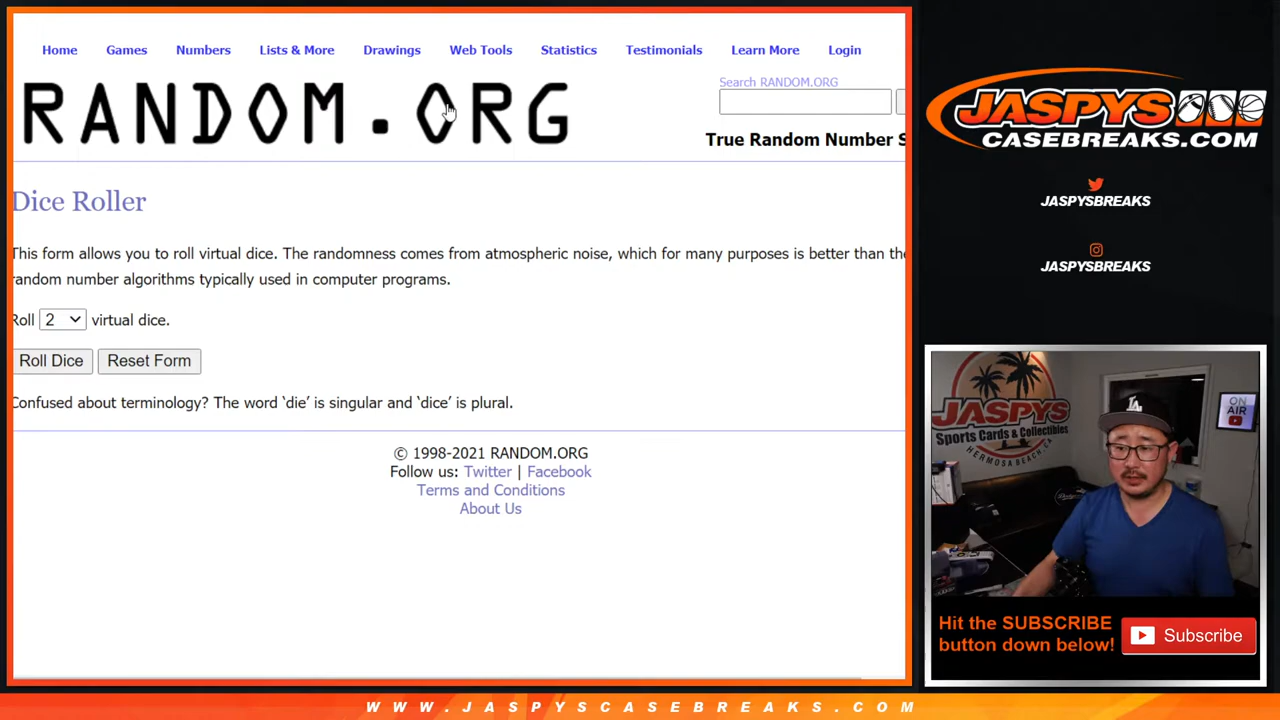 Home Games Numbers Lists & More Drawings Web Tools Statistics Testimonials Learn More Login
RANDOM.ORG
Search RANDOM.ORG
True Random Number S
Dice Roller
This form allows you to roll virtual dice. The randomness comes from atmospheric noise, which for many purposes is better than the
random number algorithms typically used in computer programs.
Roll 2 virtual dice.
Roll Dice Reset Form
Confused about terminology? The word ‘die’ is singular and ‘dice’ is plural.
© 1998-2021 RANDOM.ORG
Follow us: Twitter | Facebook
Terms and Conditions
About Us
JASPYS
CASEBREAKS.COM
JASPYSBREAKS
JASPYSBREAKS
JASPYS
Sports Cards & Collectibles
HERMOSA BEACH, CA
ON
AIR
LA
Hit the SUBSCRIBE
button down below!
Subscribe
WWW.JASPYSCASEBREAKS.COM